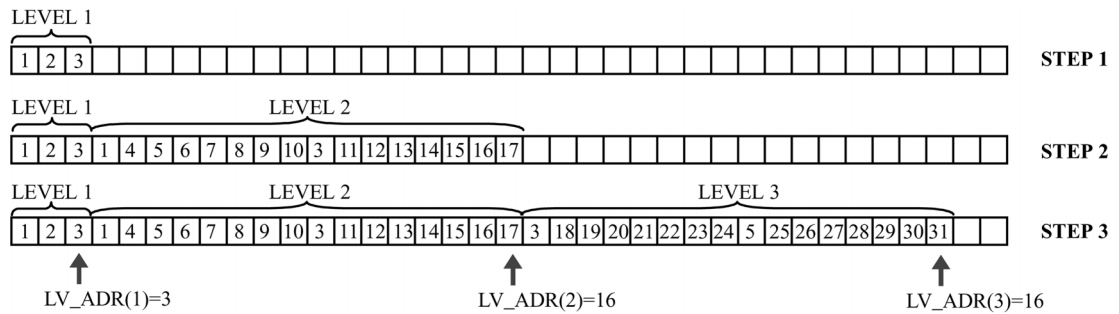 LEVEL 1
1 2 3 STEP 1
LEVEL 1 LEVEL 2
1 2 3 1 4 5 6 7 8 9 10 3 11 12 13 14 15 16 17 STEP 2
LEVEL 1 LEVEL 2 LEVEL 3
1 2 3 1 4 5 6 7 8 9 10 3 11 12 13 14 15 16 17 3 18 19 20 21 22 23 24 5 25 26 27 28 29 30 31 STEP 3
LV_ADR(1)=3 LV_ADR(2)=16 LV_ADR(3)=16